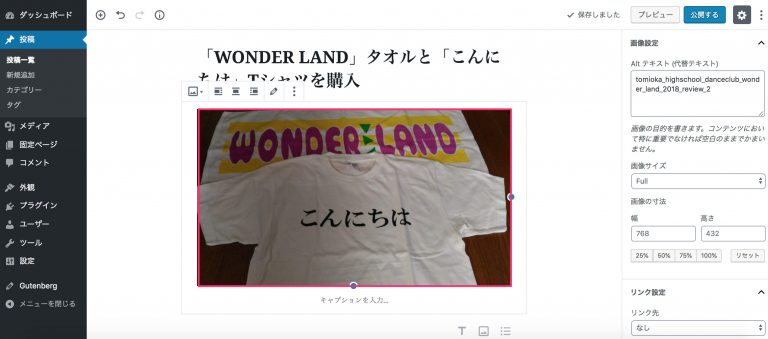 ダッシュボード
投稿
投稿一覧
新規追加
カテゴリー
タグ
メディア
固定ページ
コメント
外観
プラグイン
ユーザー
ツール
設定
Gutenberg
メニューを閉じる
保存しました
プレビュー
公開する
「WONDER LAND」タオルと「こんに
ちは」Tシャツを購入
WONDER LAND
こんにちは
キャプションを入力...
画像設定
Alt テキスト (代替テキスト)
tomioka_highschool_danceclub_wond
er_land_2018_review_2
画像の目的を書きます。コンテンツにおい
て特に重要でなければ空白のままでかまい
ません。
画像サイズ
Full
画像の寸法
幅
高さ
768
432
25%
50%
75%
100%
リセット
リンク設定
リンク先
なし